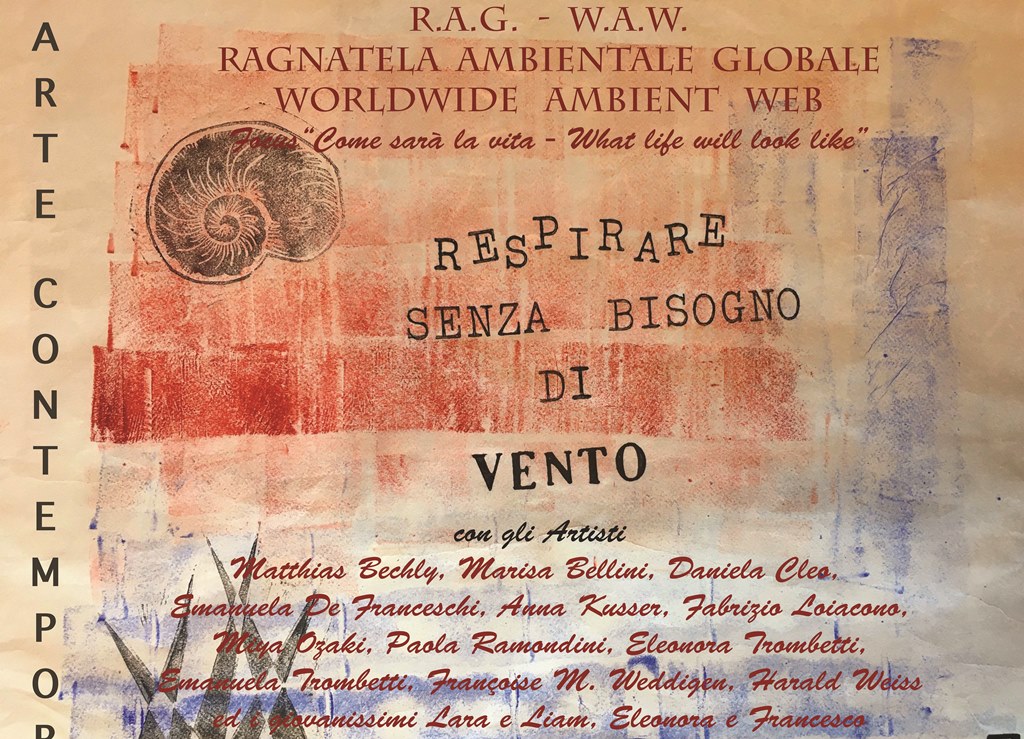 R.A.G. - W.A.W.
RAGNATELA AMBIENTALE GLOBALE
WORLDWIDE AMBIENT WEB
Focus "Come sarà la vita - What life will look like"
RESPIRARE
SENZA BISOGNO
DI
VENTO
con gli Artisti
Matthias Bechly, Marisa Bellini, Daniela Cleo,
Emanuela De Franceschi, Anna Kusser, Fabrizio Loiacono,
Miya Ozaki, Paola Ramondini, Eleonora Trombetti,
Emanuela Trombetti, Françoise M. Weddigen, Harald Weiss
ed i giovanissimi Lara e Liam, Eleonora e Francesco
ARTE CONTEMPOR